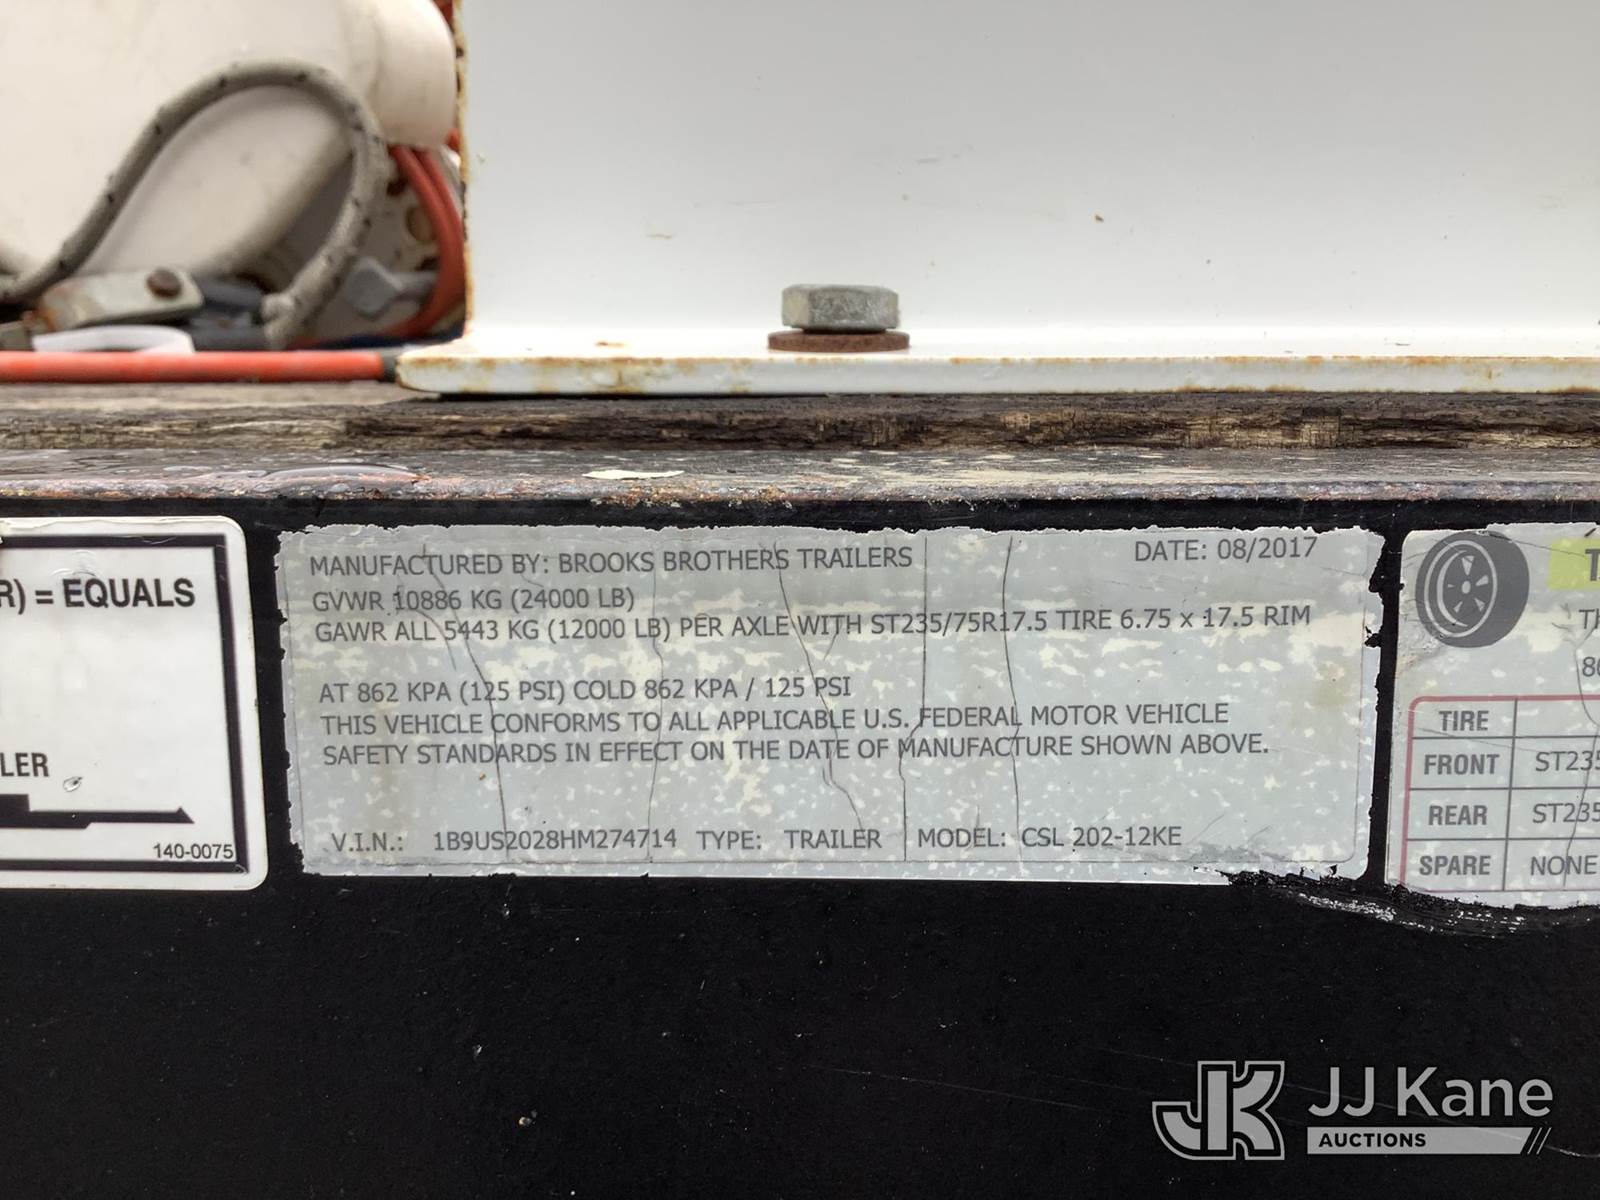 R) = EQUALS
LER
140-0075
MANUFACTURED BY: BROOKS BROTHERS TRAILERS DATE: 08/2017
GVWR 10886 KG (24000 LB)
GAWR ALL 5443 KG (12000 LB) PER AXLE WITH ST235/75R17.5 TIRE 6.75 x 17.5 RIM
AT 862 KPA (125 PSI) COLD 862 KPA / 125 PSI
THIS VEHICLE CONFORMS TO ALL APPLICABLE U.S. FEDERAL MOTOR VEHICLE
SAFETY STANDARDS IN EFFECT ON THE DATE OF MANUFACTURE SHOWN ABOVE.
V.I.N.: 1B9US2028HM274714 TYPE: TRAILER MODEL: CSL 202-12KE
TH
TIRE
FRONT ST235
REAR ST235
SPARE NONE
JK JJ Kane
AUCTIONS